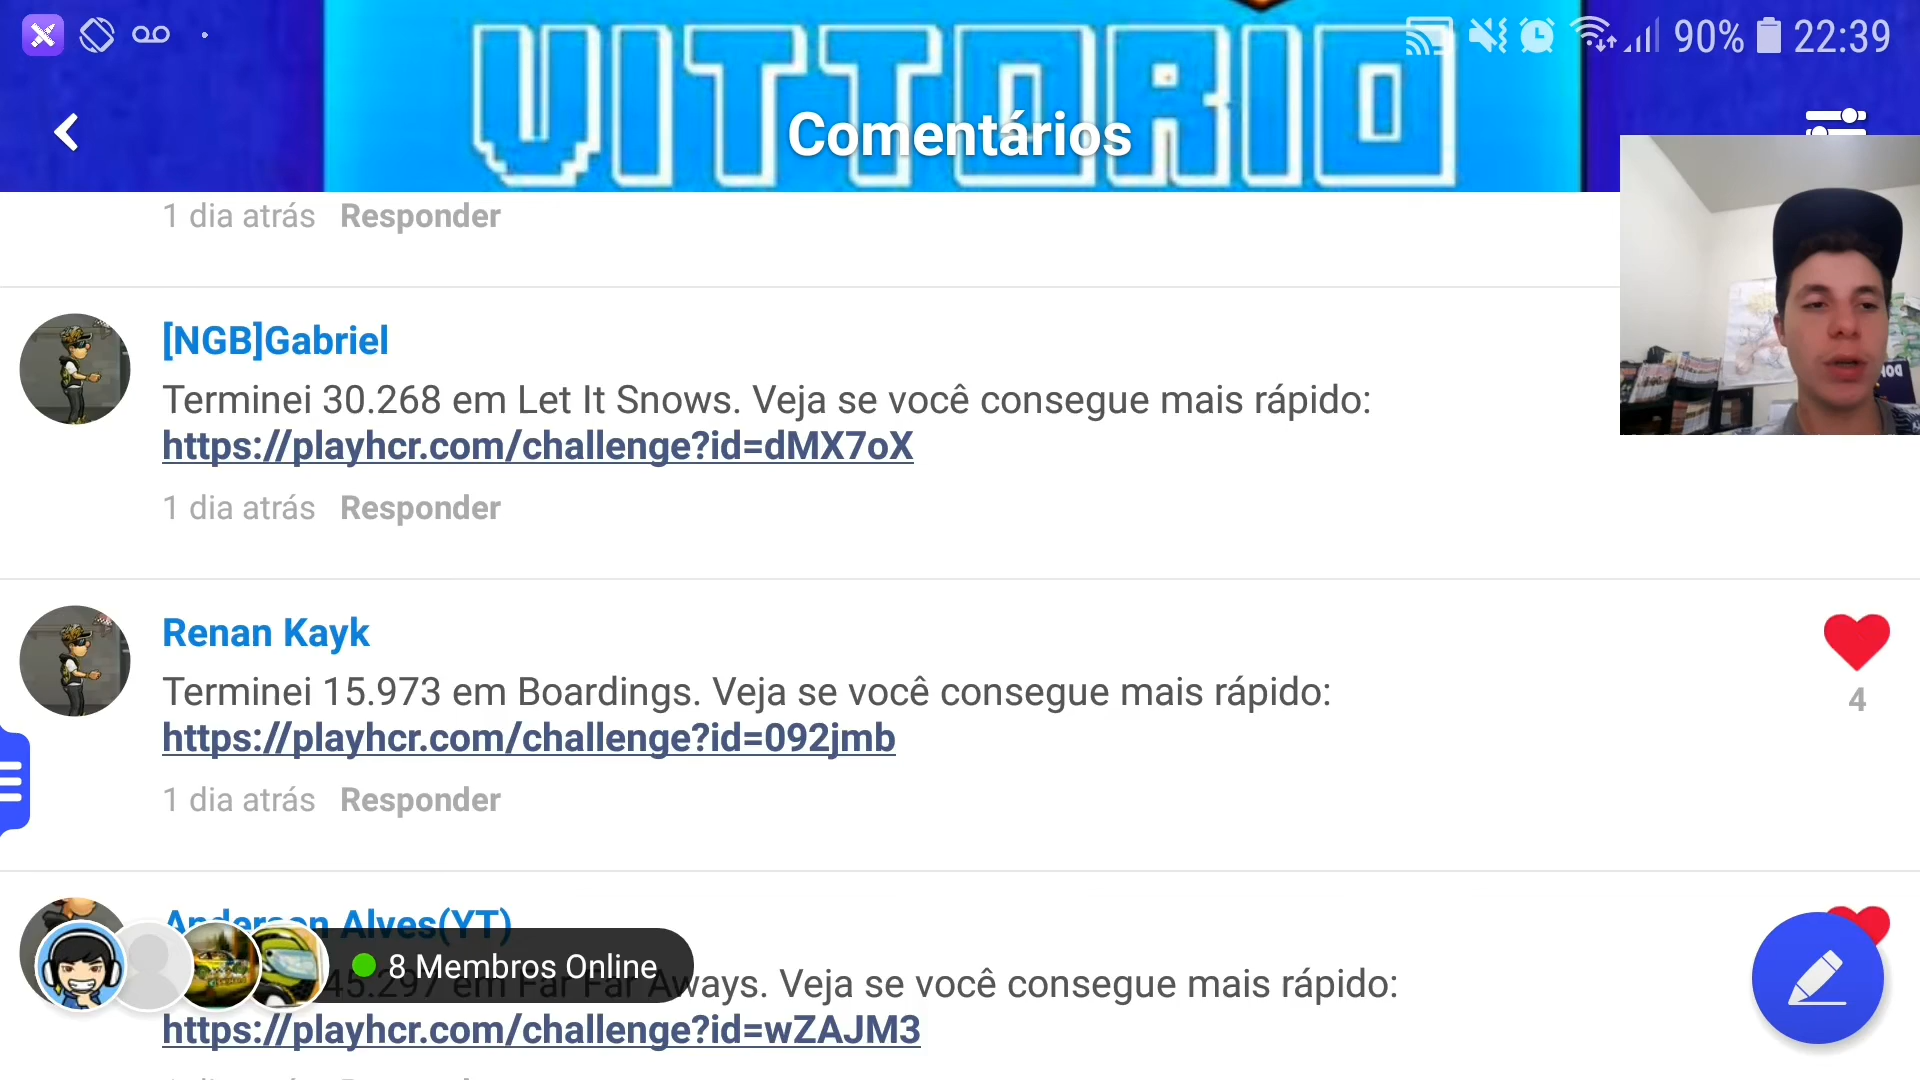 90% 22:39
VITTORIO
Comentários
1 dia atrás Responder
[NGB]Gabriel
Terminei 30.268 em Let It Snows. Veja se você consegue mais rápido:
https://playhcr.com/challenge?id=dMX7oX
1 dia atrás Responder
Renan Kayk
Terminei 15.973 em Boardings. Veja se você consegue mais rápido:
4
https://playhcr.com/challenge?id=092jmb
1 dia atrás Responder
Anderson Alves(YT)
8 Membros Online
45.297 em Far Far Aways. Veja se você consegue mais rápido:
https://playhcr.com/challenge?id=wZAJM3